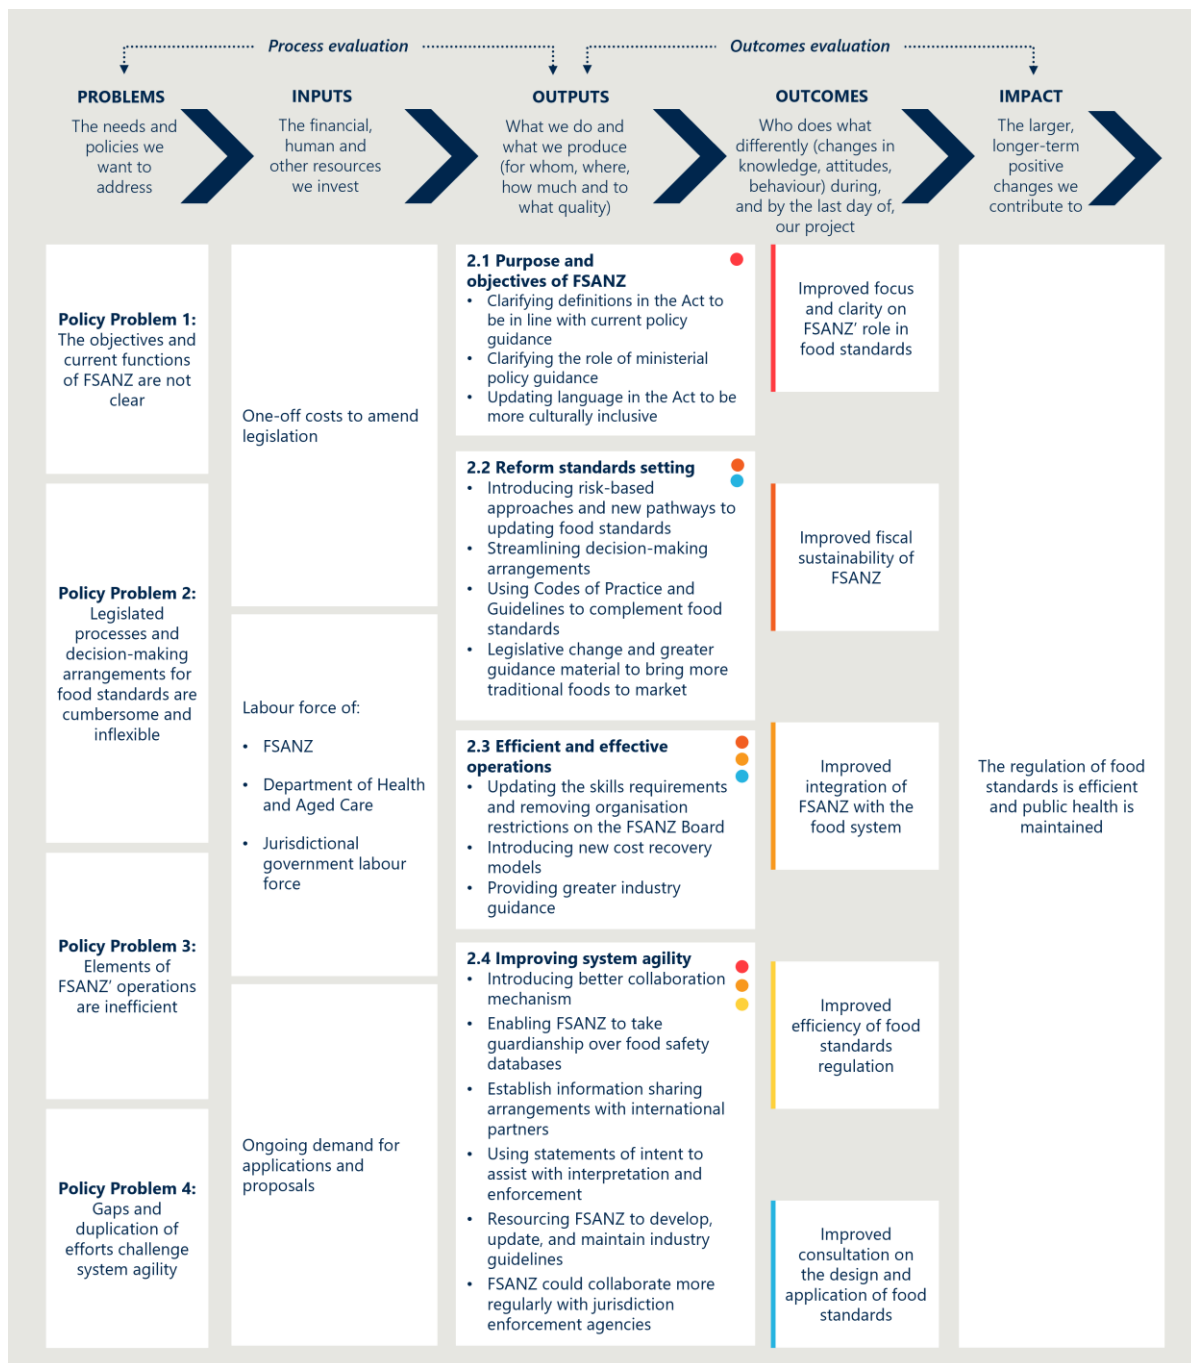 Process evaluation
Outcomes evaluation
PROBLEMS
The needs and
policies we
want to
address
INPUTS
The financial,
human and
other resources
we invest
OUTPUTS
What we do and
what we produce
(for whom, where,
how much and to
what quality)
OUTCOMES
Who does what
differently (changes in
knowledge, attitudes,
behaviour) during,
and by the last day of,
our project
IMPACT
The larger,
longer-term
positive
changes we
contribute to
Policy Problem 1:
The objectives and
current functions
of FSANZ are not
clear
Policy Problem 2:
Legislated
processes and
decision-making
arrangements for
food standards are
cumbersome and
inflexible
Policy Problem 3:
Elements of
FSANZ’ operations
are inefficient
Policy Problem 4:
Gaps and
duplication of
efforts challenge
system agility
One-off costs to amend
legislation
Labour force of:
• FSANZ
• Department of Health
and Aged Care
• Jurisdictional
government labour
force
Ongoing demand for
applications and
proposals
2.1 Purpose and
objectives of FSANZ
• Clarifying definitions in the Act to
be in line with current policy
guidance
• Clarifying the role of ministerial
policy guidance
• Updating language in the Act to be
more culturally inclusive
2.2 Reform standards setting
• Introducing risk-based
approaches and new pathways to
updating food standards
• Streamlining decision-making
arrangements
• Using Codes of Practice and
Guidelines to complement food
standards
• Legislative change and greater
guidance material to bring more
traditional foods to market
2.3 Efficient and effective
operations
• Updating the skills requirements
and removing organisation
restrictions on the FSANZ Board
• Introducing new cost recovery
models
• Providing greater industry
guidance
2.4 Improving system agility
• Introducing better collaboration
mechanism
• Enabling FSANZ to take
guardianship over food safety
databases
• Establish information sharing
arrangements with international
partners
• Using statements of intent to
assist with interpretation and
enforcement
• Resourcing FSANZ to develop,
update, and maintain industry
guidelines
• FSANZ could collaborate more
regularly with jurisdiction
enforcement agencies
Improved focus
and clarity on
FSANZ’ role in
food standards
Improved fiscal
sustainability of
FSANZ
Improved
integration of
FSANZ with the
food system
Improved
efficiency of food
standards
regulation
Improved
consultation on
the design and
application of food
standards
The regulation of food
standards is efficient
and public health is
maintained